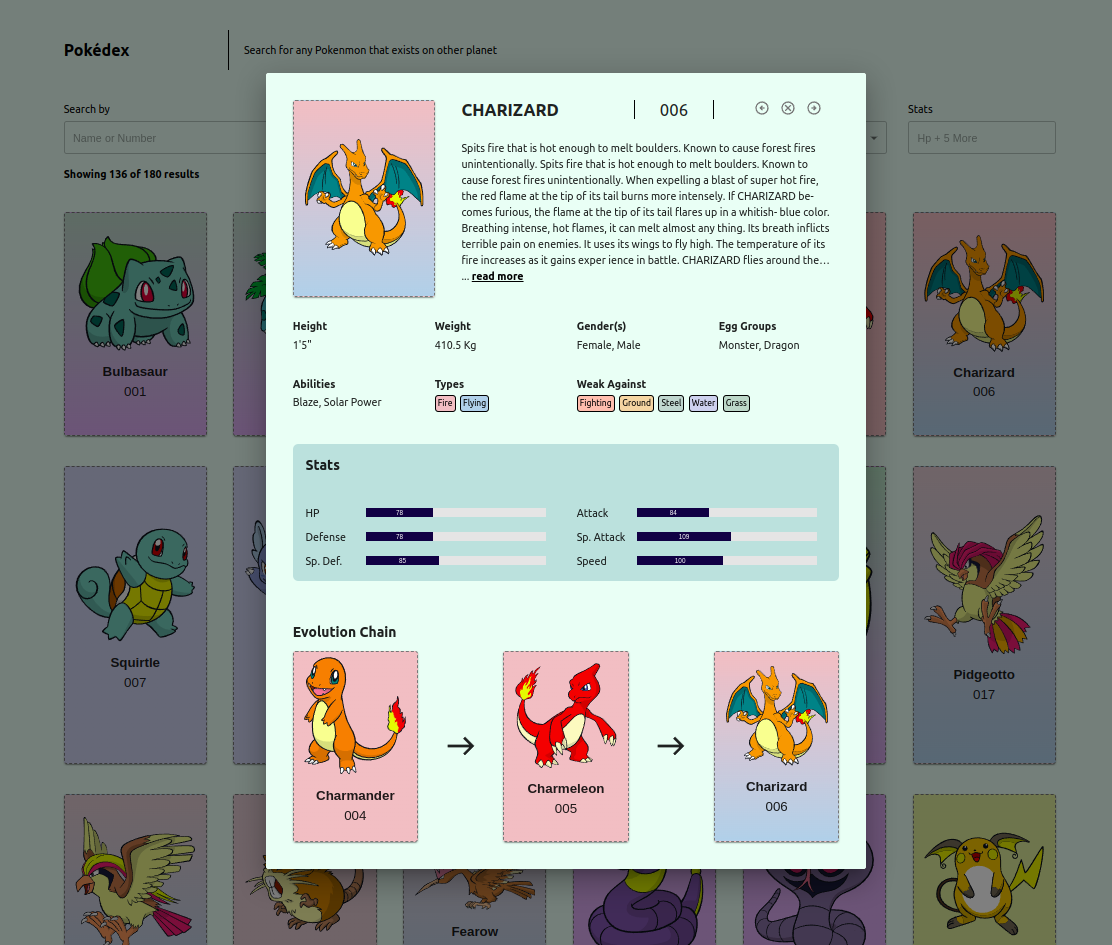 Pokédex
Search for any Pokenmon that exists on other planet
Search by
Name or Number
Stats
Hp + 5 More
Showing 136 of 180 results
CHARIZARD
006
Spits fire that is hot enough to melt boulders. Known to cause forest fires
unintentionally. Spits fire that is hot enough to melt boulders. Known to
cause forest fires unintentionally. When expelling a blast of super hot fire,
the red flame at the tip of its tail burns more intensely. If CHARIZARD be-
comes furious, the flame at the tip of its tail flares up in a whitish- blue color.
Breathing intense, hot flames, it can melt almost any thing. Its breath inflicts
terrible pain on enemies. It uses its wings to fly high. The temperature of its
fire increases as it gains exper ience in battle. CHARIZARD flies around the…
... read more
Height
1'5"
Weight
410.5 Kg
Gender(s)
Female, Male
Egg Groups
Monster, Dragon
Abilities
Blaze, Solar Power
Types
Fire Flying
Weak Against
Fighting Ground Steel Water Grass
Stats
HP 78
Attack 84
Defense 78
Sp. Attack 109
Sp. Def. 85
Speed 100
Evolution Chain
Charmander
004
Charmeleon
005
Charizard
006
Bulbasaur
001
Charizard
006
Squirtle
007
Pidgeotto
017
Fearow